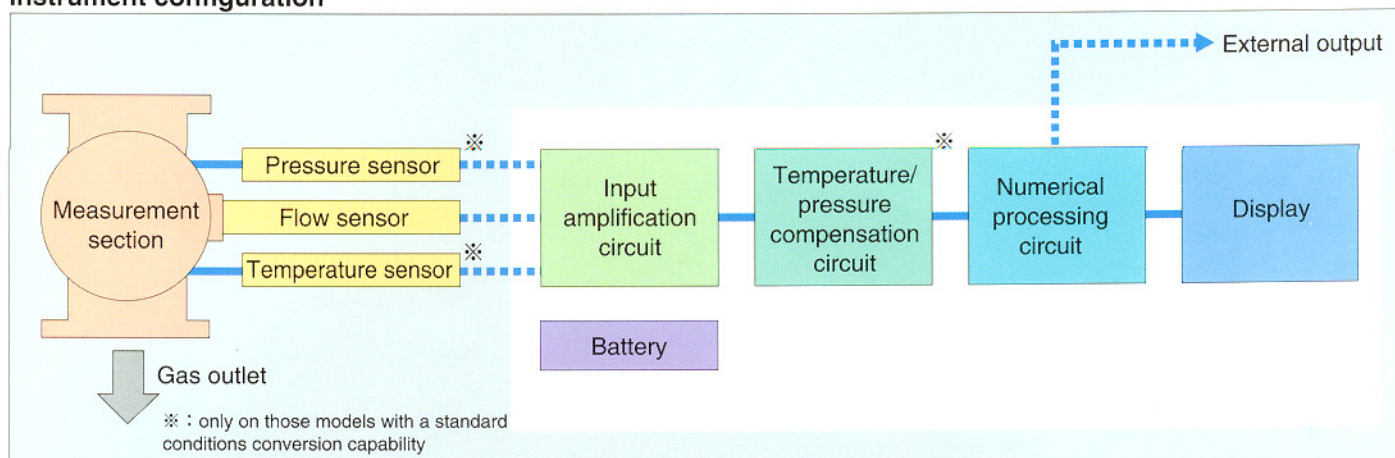 Instrument configuration
External output
※
Pressure sensor
Flow sensor
※
Temperature sensor
Measurement
section
Input
amplification
circuit
※
Temperature/
pressure
compensation
circuit
Numerical
processing
circuit
Display
Battery
Gas outlet
※ : only on those models with a standard
conditions conversion capability